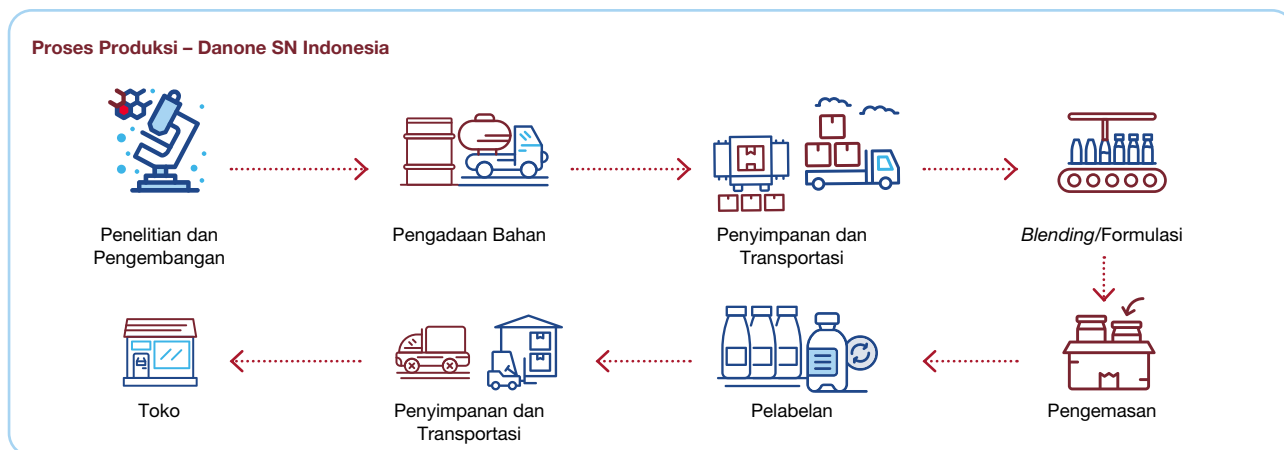 Proses Produksi – Danone SN Indonesia
Penelitian dan
Pengembangan
Pengadaan Bahan
Penyimpanan dan
Transportasi
Blending/Formulasi
Pengemasan
Pelabelan
Penyimpanan dan
Transportasi
Toko